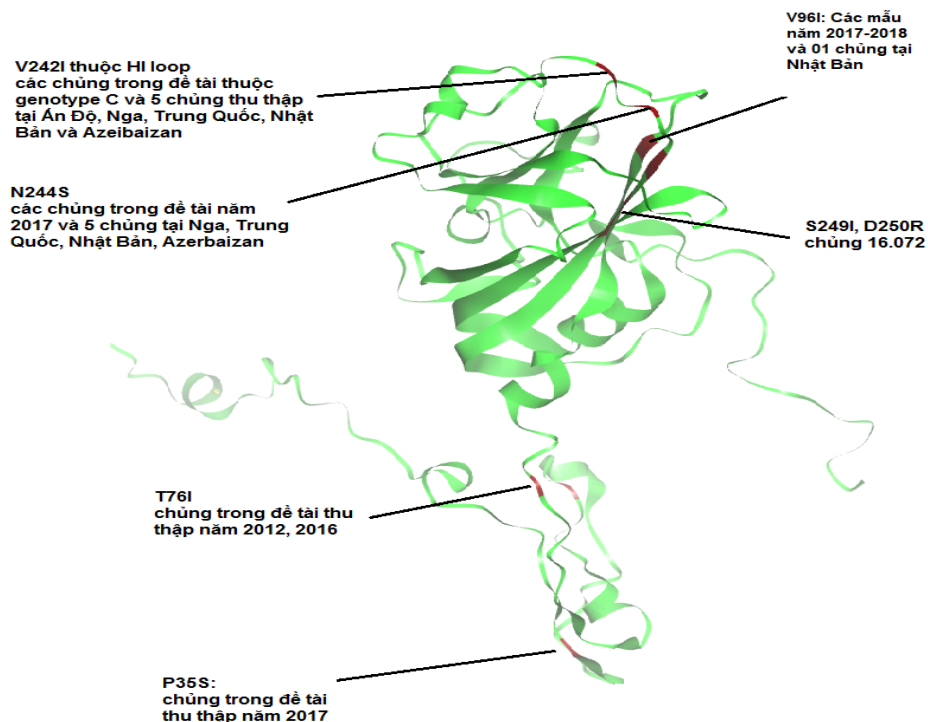 V96I: Các mẫu
năm 2017-2018
và 01 chủng tại
Nhật Bản
V242I thuộc HI loop
các chủng trong đề tài thuộc
genotype C và 5 chủng thu thập
tại Ấn Độ, Nga, Trung Quốc, Nhật
Bản và Azeibaizan
N244S
các chủng trong đề tài năm
2017 và 5 chủng tại Nga, Trung
Quốc, Nhật Bản, Azerbaizan
S249I, D250R
chủng 16.072
T76I
chủng trong đề tài thu
thập năm 2012, 2016
P35S:
chủng trong đề tài
thu thập năm 2017